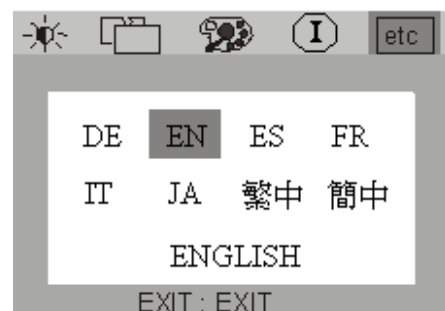 I etc
DE EN ES FR
IT JA 繁中 簡中
ENGLISH
EXIT : EXIT